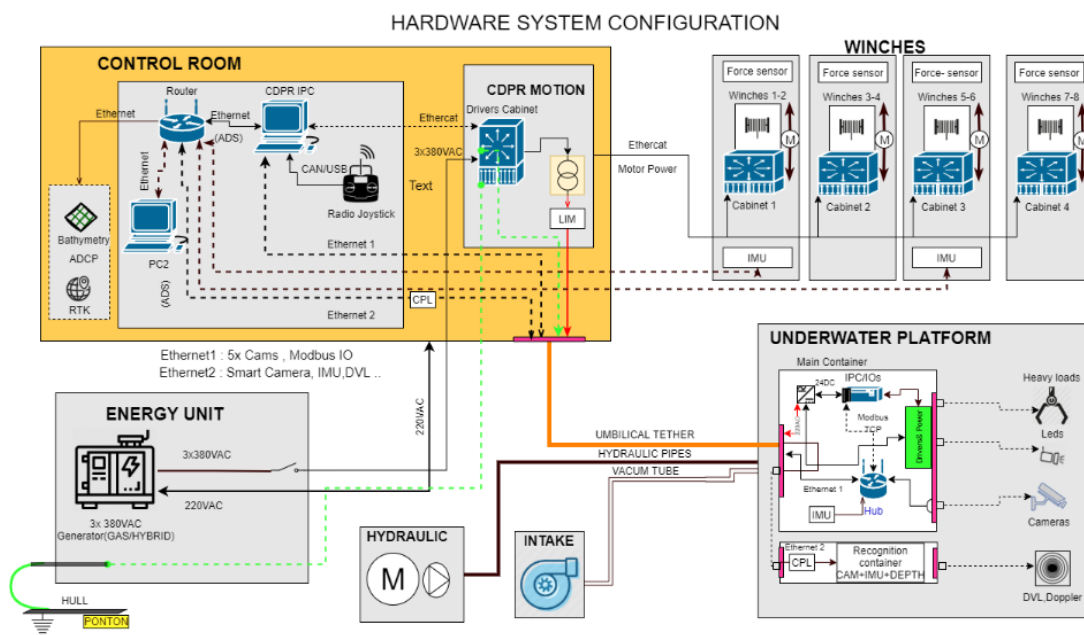 HARDWARE SYSTEM CONFIGURATION
CONTROL ROOM
Router
CDPR IPC
Ethernet
Ethernet
(ADS)
Ethernet
CAN/USB
Radio Joystick
Bathymetry
ADCP
RTK
PC2
(ADS)
Ethernet 1
Ethernet 2
CPL
Text
Ethercat
3x380VAC
CDPR MOTION
Drivers Cabinet
LIM
Ethercat
Motor Power
WINCHES
Force sensor
Winches 1-2
M
Cabinet 1
IMU
Force sensor
Winches 3-4
M
Cabinet 2
Force- sensor
Winches 5-6
M
Cabinet 3
IMU
Force sensor
Winches 7-8
M
Cabinet 4
Ethernet1 : 5x Cams , Modbus IO
Ethernet2 : Smart Camera, IMU,DVL ..
220VAC
ENERGY UNIT
3x380VAC
220VAC
3x 380VAC
Generator(GAS/HYBRID)
HULL
PONTON
HYDRAULIC
M
INTAKE
UMBILICAL TETHER
HYDRAULIC PIPES
VACUM TUBE
UNDERWATER PLATFORM
Main Container
24DC
IPC/IOs
220VAC
Modbus
TCP
Drivers& Power
Ethernet 1
IMU
Hub
Ethernet 2
CPL
Recognition
container
CAM+IMU+DEPTH
Heavy loads
Leds
Cameras
DVL,Doppler